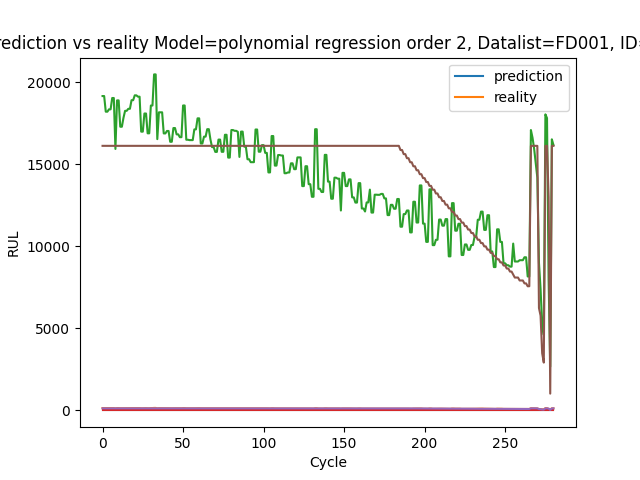 ediction vs reality Model=polynomial regression order 2, Datalist=FD001, ID
prediction
reality
20000
15000
10000
5000
0
RUL
0 50 100 150 200 250
Cycle